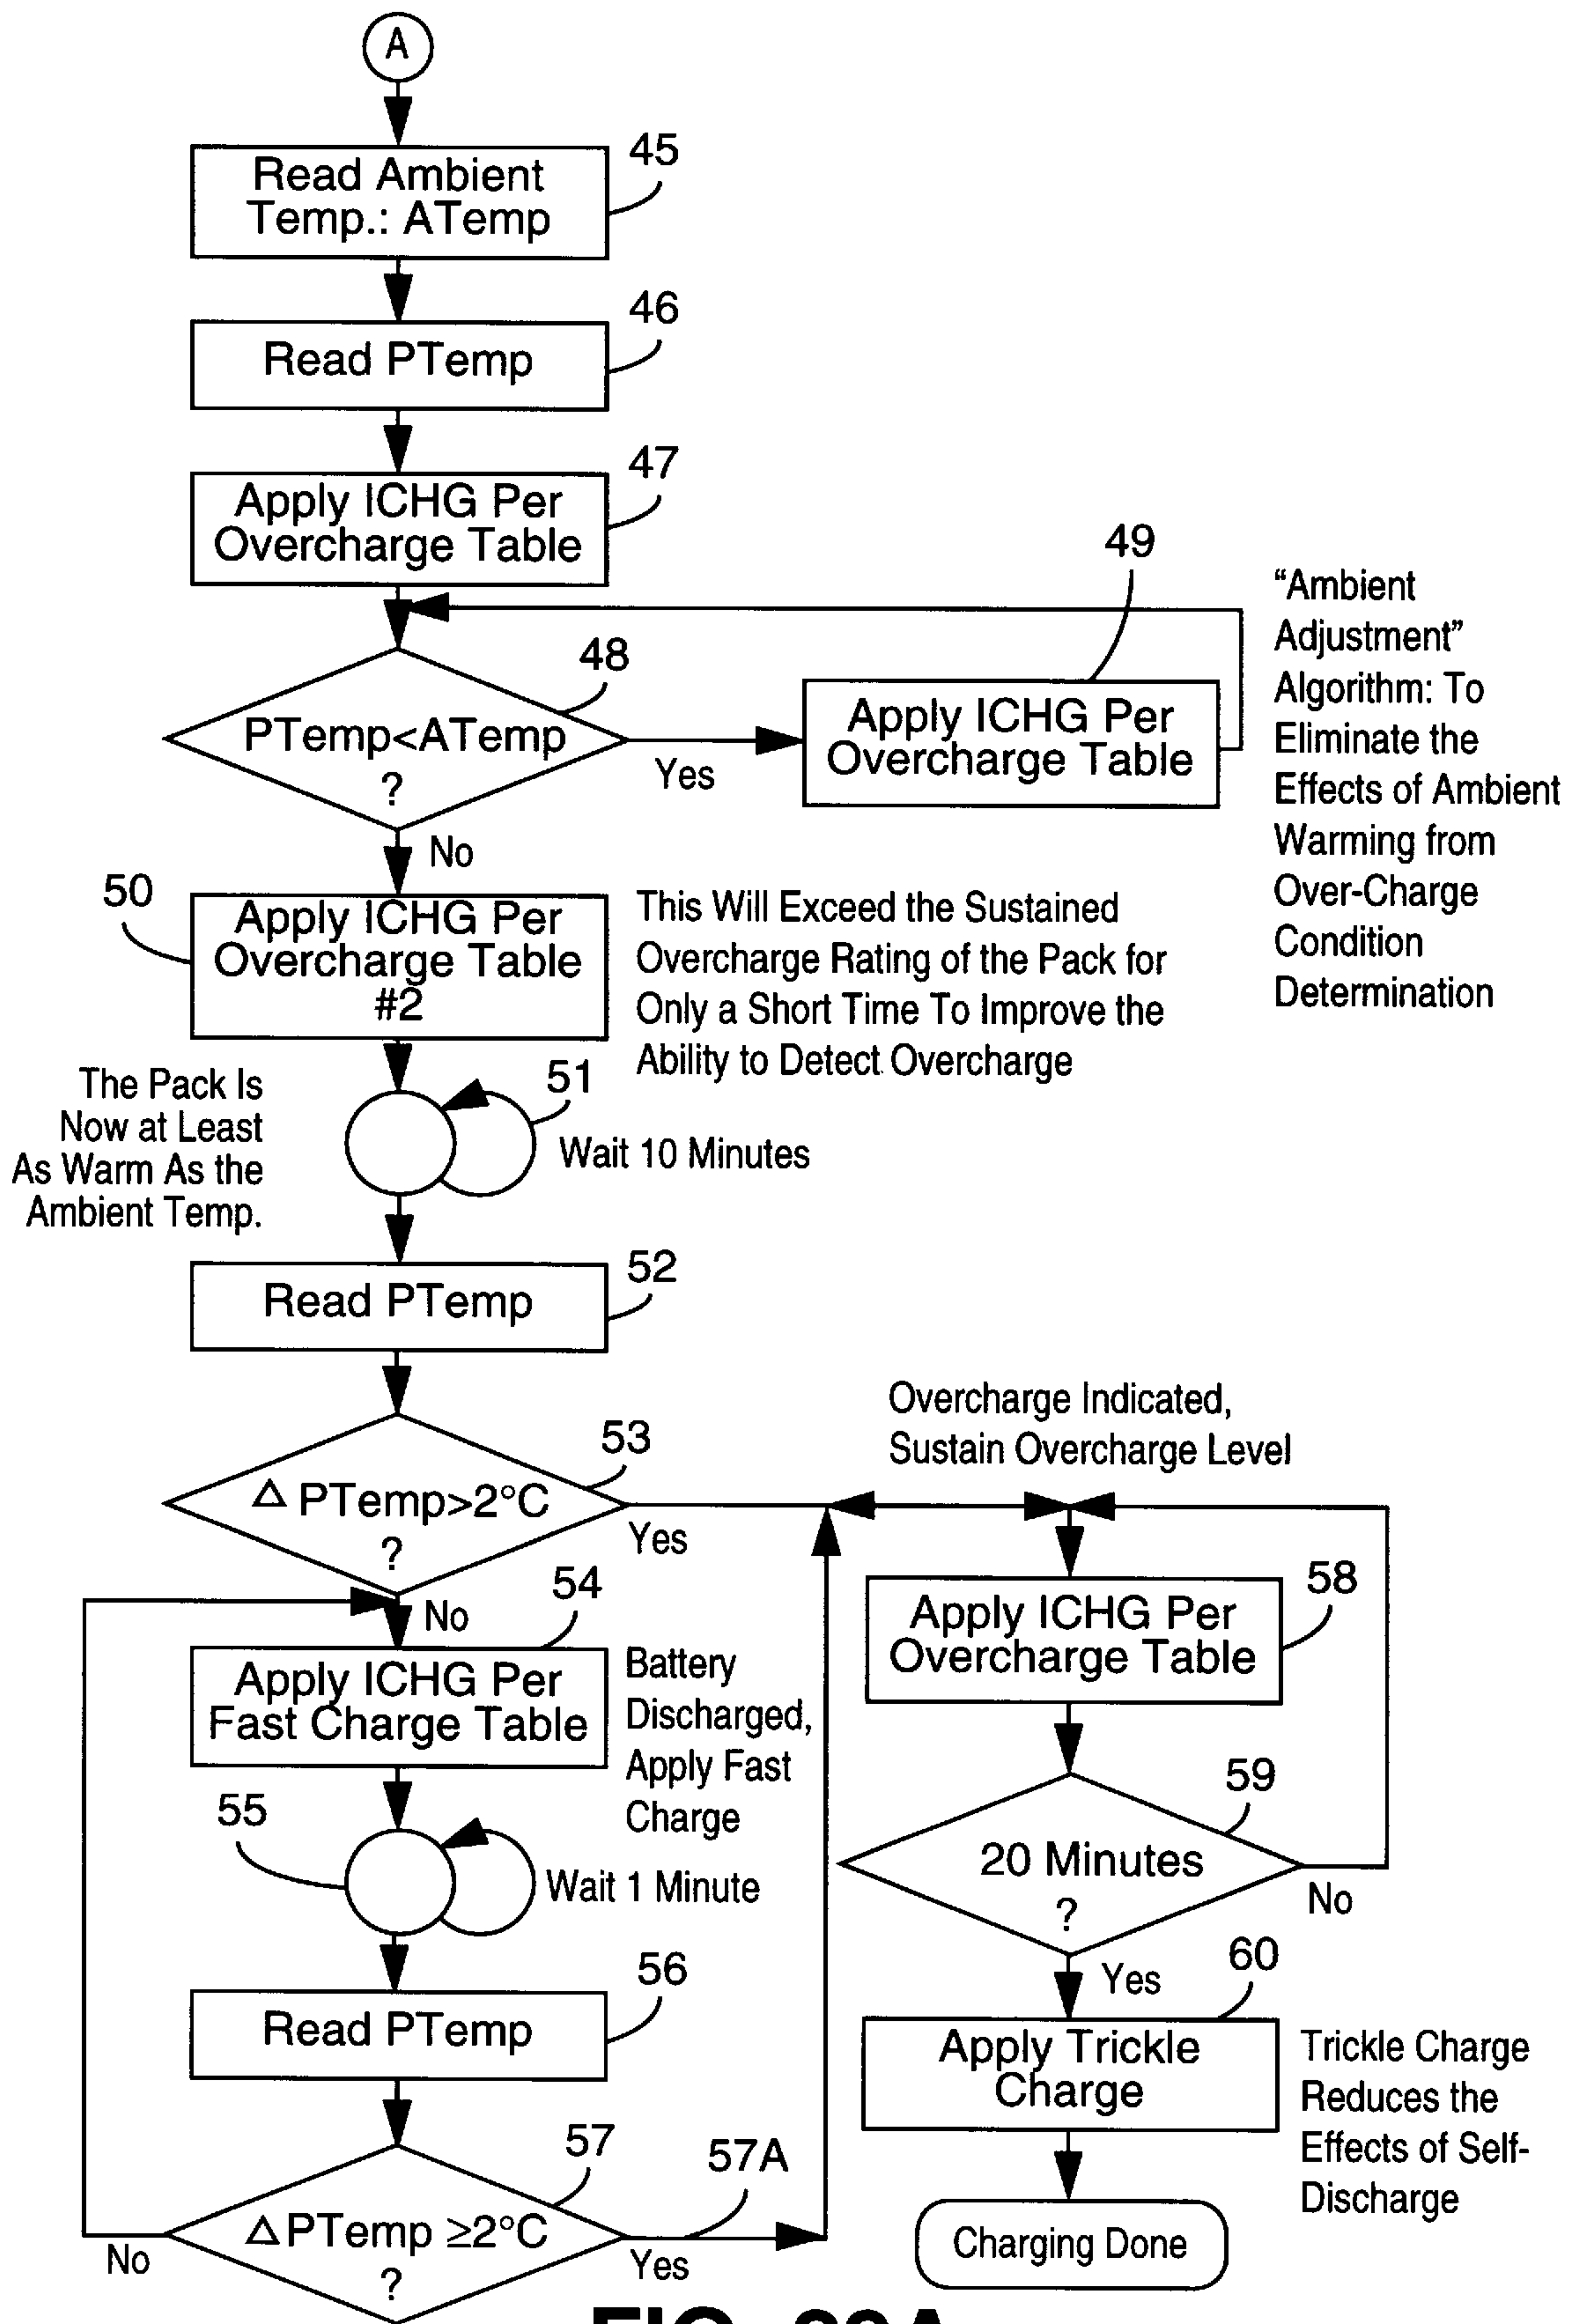 A
45
Read Ambient
Temp.: ATemp
46
Read PTemp
47
Apply ICHG Per
Overcharge Table
48
PTemp<ATemp
?
Yes
No
49
Apply ICHG Per
Overcharge Table
“Ambient
Adjustment”
Algorithm: To
Eliminate the
Effects of Ambient
Warming from
Over-Charge
Condition
Determination
50
Apply ICHG Per
Overcharge Table
#2
This Will Exceed the Sustained
Overcharge Rating of the Pack for
Only a Short Time To Improve the
Ability to Detect Overcharge
The Pack Is
Now at Least
As Warm As the
Ambient Temp.
51
Wait 10 Minutes
52
Read PTemp
53
Δ PTemp>2°C
?
Yes
No
54
Apply ICHG Per
Fast Charge Table
Battery
Discharged,
Apply Fast
Charge
55
Wait 1 Minute
56
Read PTemp
57
Δ PTemp ≥2°C
?
No
Yes
57A
Overcharge Indicated,
Sustain Overcharge Level
58
Apply ICHG Per
Overcharge Table
59
20 Minutes
?
No
Yes
60
Apply Trickle
Charge
Trickle Charge
Reduces the
Effects of Self-
Discharge
Charging Done